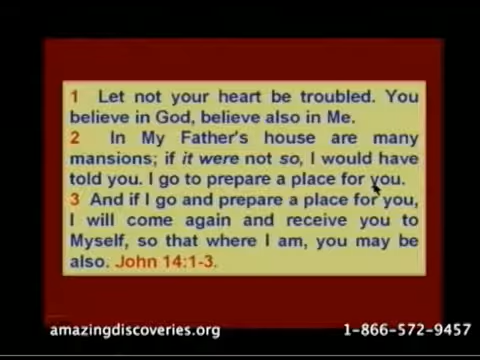 1 Let not your heart be troubled. You
believe in God, believe also in Me.
2 In My Father's house are many
mansions; if it were not so, I would have
told you. I go to prepare a place for you.
3 And if I go and prepare a place for you,
I will come again and receive you to
Myself, so that where I am, you may be
also. John 14:1-3.
amazingdiscoveries.org 1-866-572-9457